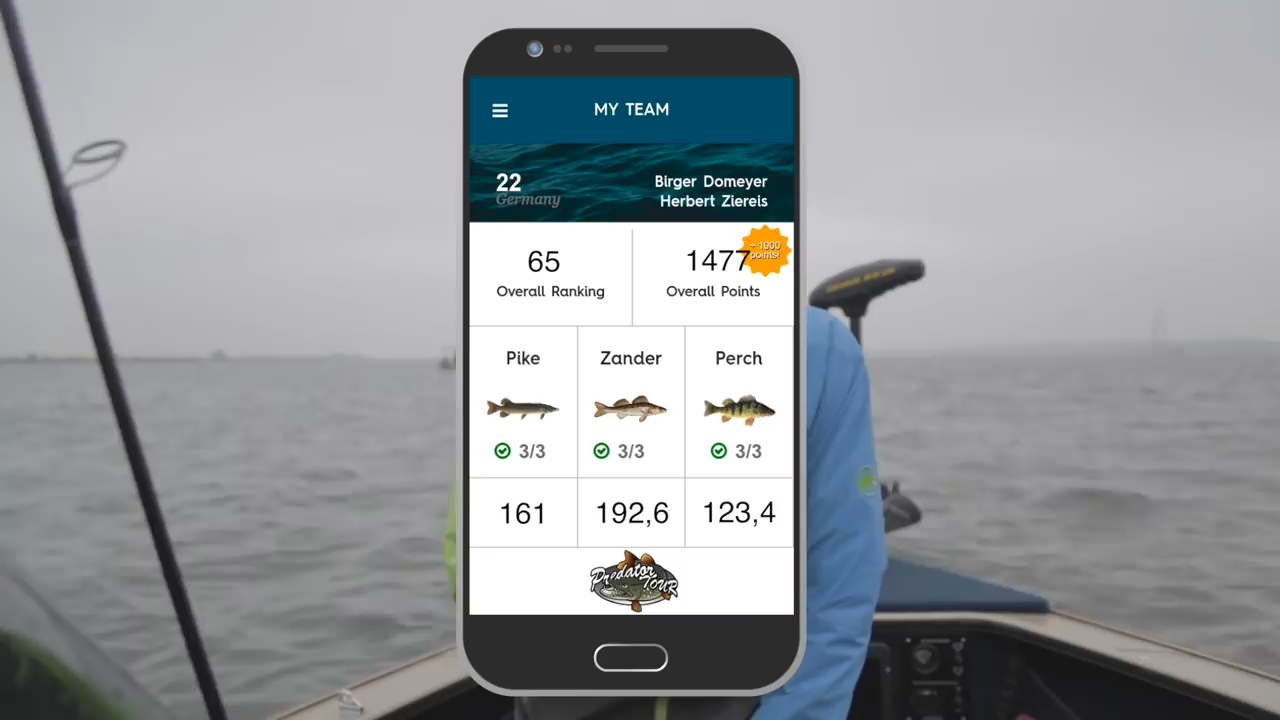 MY TEAM
22
Germany
Birger Domeyer
Herbert Ziereis
65
Overall Ranking
1477
+ 1000
points!
Overall Points
Pike
Zander
Perch
3/3
3/3
3/3
161
192,6
123,4
Predator
TOUR